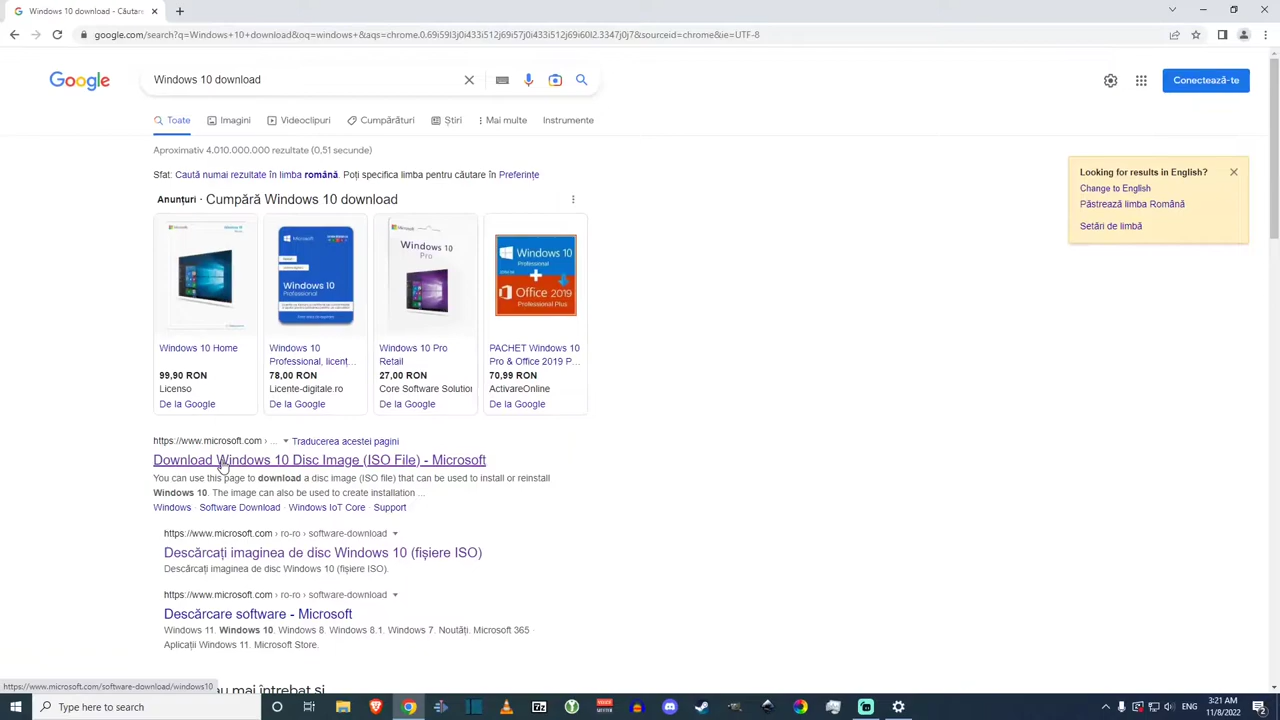 Windows 10 download - Căutare
google.com/search?q=Windows+10+download&oq=windows+&aqs=chrome.0.69i59l3j0i433i512j69i57j0i433i512j69i60l2.3347j0j7&sourceid=chrome&ie=UTF-8
Google
Windows 10 download
Conectează-te
Toate
Imagini
Videoclipuri
Cumpărături
Știri
Mai multe
Instrumente
Aproximativ 4.010.000.000 rezultate (0,51 secunde)
Sfat: Caută numai rezultate în limba română. Poți specifica limba pentru căutare în Preferințe
Looking for results in English?
Change to English
Păstrează limba Română
Setări de limbă
Anunțuri · Cumpără Windows 10 download
Windows 10 Home
99,90 RON
Licenso
De la Google
Windows 10
Professional, licenț...
78,00 RON
Licente-digitale.ro
De la Google
Windows 10 Pro
Retail
27,00 RON
Core Software Solution
De la Google
PACHET Windows 10
Pro & Office 2019 P...
70,99 RON
ActivareOnline
De la Google
https://www.microsoft.com › ... Traducerea acestei pagini
Download Windows 10 Disc Image (ISO File) - Microsoft
You can use this page to download a disc image (ISO file) that can be used to install or reinstall
Windows 10. The image can also be used to create installation ...
Windows · Software Download · Windows IoT Core · Support
https://www.microsoft.com › ro-ro › software-download
Descărcați imaginea de disc Windows 10 (fișiere ISO)
Descărcați imaginea de disc Windows 10 (fișiere ISO).
https://www.microsoft.com › ro-ro › software-download
Descărcare software - Microsoft
Windows 11. Windows 10. Windows 8. Windows 8.1. Windows 7. Noutăți. Microsoft 365 ·
Aplicații Windows 11. Microsoft Store.
au mai întrebat și
https://www.microsoft.com/software-download/windows10
Type here to search
3:21 AM
11/8/2022